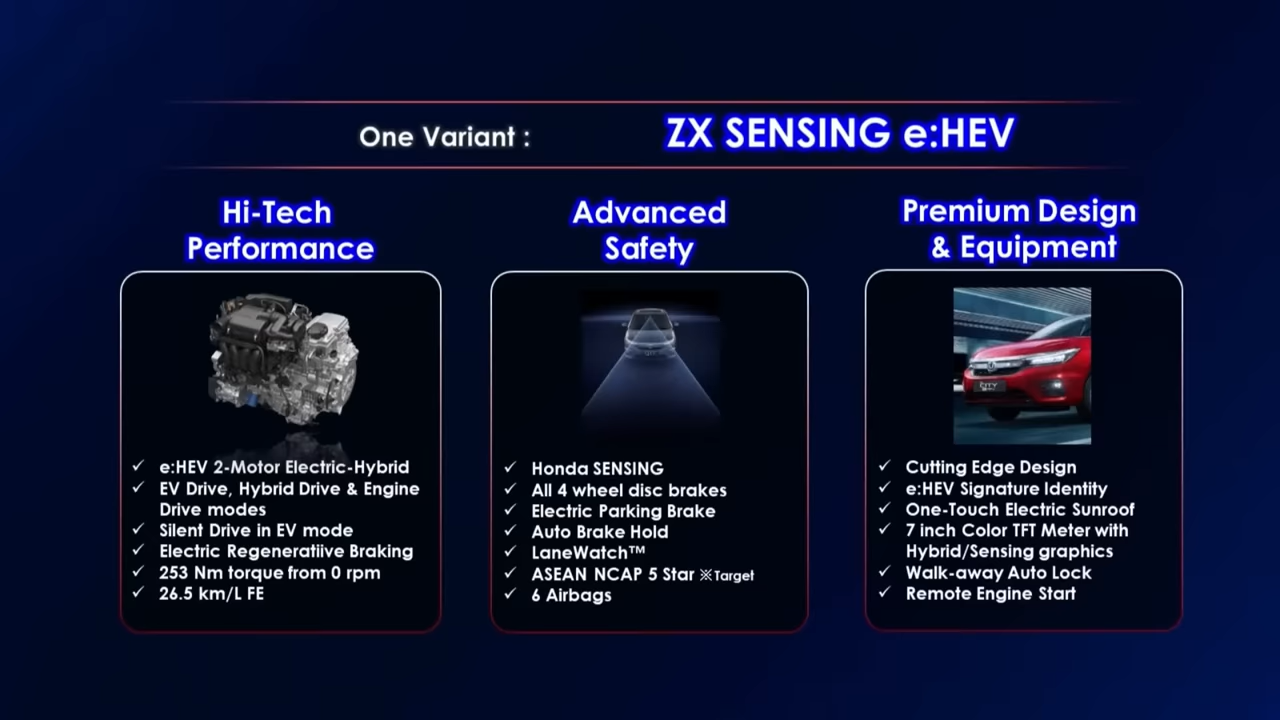 One Variant :
ZX SENSING e:HEV
Hi-Tech
Performance
e:HEV 2-Motor Electric-Hybrid
EV Drive, Hybrid Drive & Engine
Drive modes
Silent Drive in EV mode
Electric Regeneratiive Braking
253 Nm torque from 0 rpm
26.5 km/L FE
Advanced
Safety
Honda SENSING
All 4 wheel disc brakes
Electric Parking Brake
Auto Brake Hold
LaneWatch™
ASEAN NCAP 5 Star ※Target
6 Airbags
Premium Design
& Equipment
CITY
Cutting Edge Design
e:HEV Signature Identity
One-Touch Electric Sunroof
7 inch Color TFT Meter with
Hybrid/Sensing graphics
Walk-away Auto Lock
Remote Engine Start